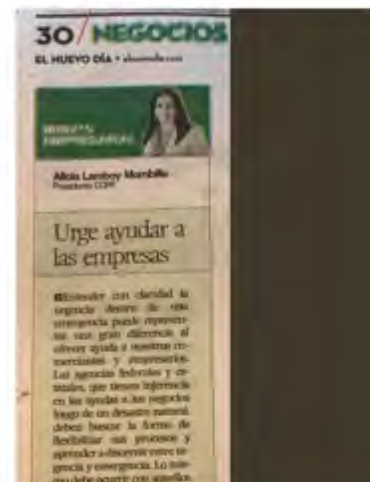 30/NEGOCIOS
EL NUEVO DÍA • elnuevodia.com
EMPRESARIAL
Alicia Lamboy Mombille
Presidenta CCPR
Urge ayudar a
las empresas
Entender con claridad la
urgencia dentro de una
emergencia puede represen-
tar una gran diferencia al
ofrecer ayuda a nuestros co-
merciantes y empresarios.
Las agencias federales y es-
tatales, que tienen injerencia
en las ayudas a los negocios
luego de un desastre natural,
deben buscar la forma de
flexibilizar sus procesos y
aprender a discernir entre ur-
gencia y emergencia. Lo mis-
mo debe ocurrir con aquellos